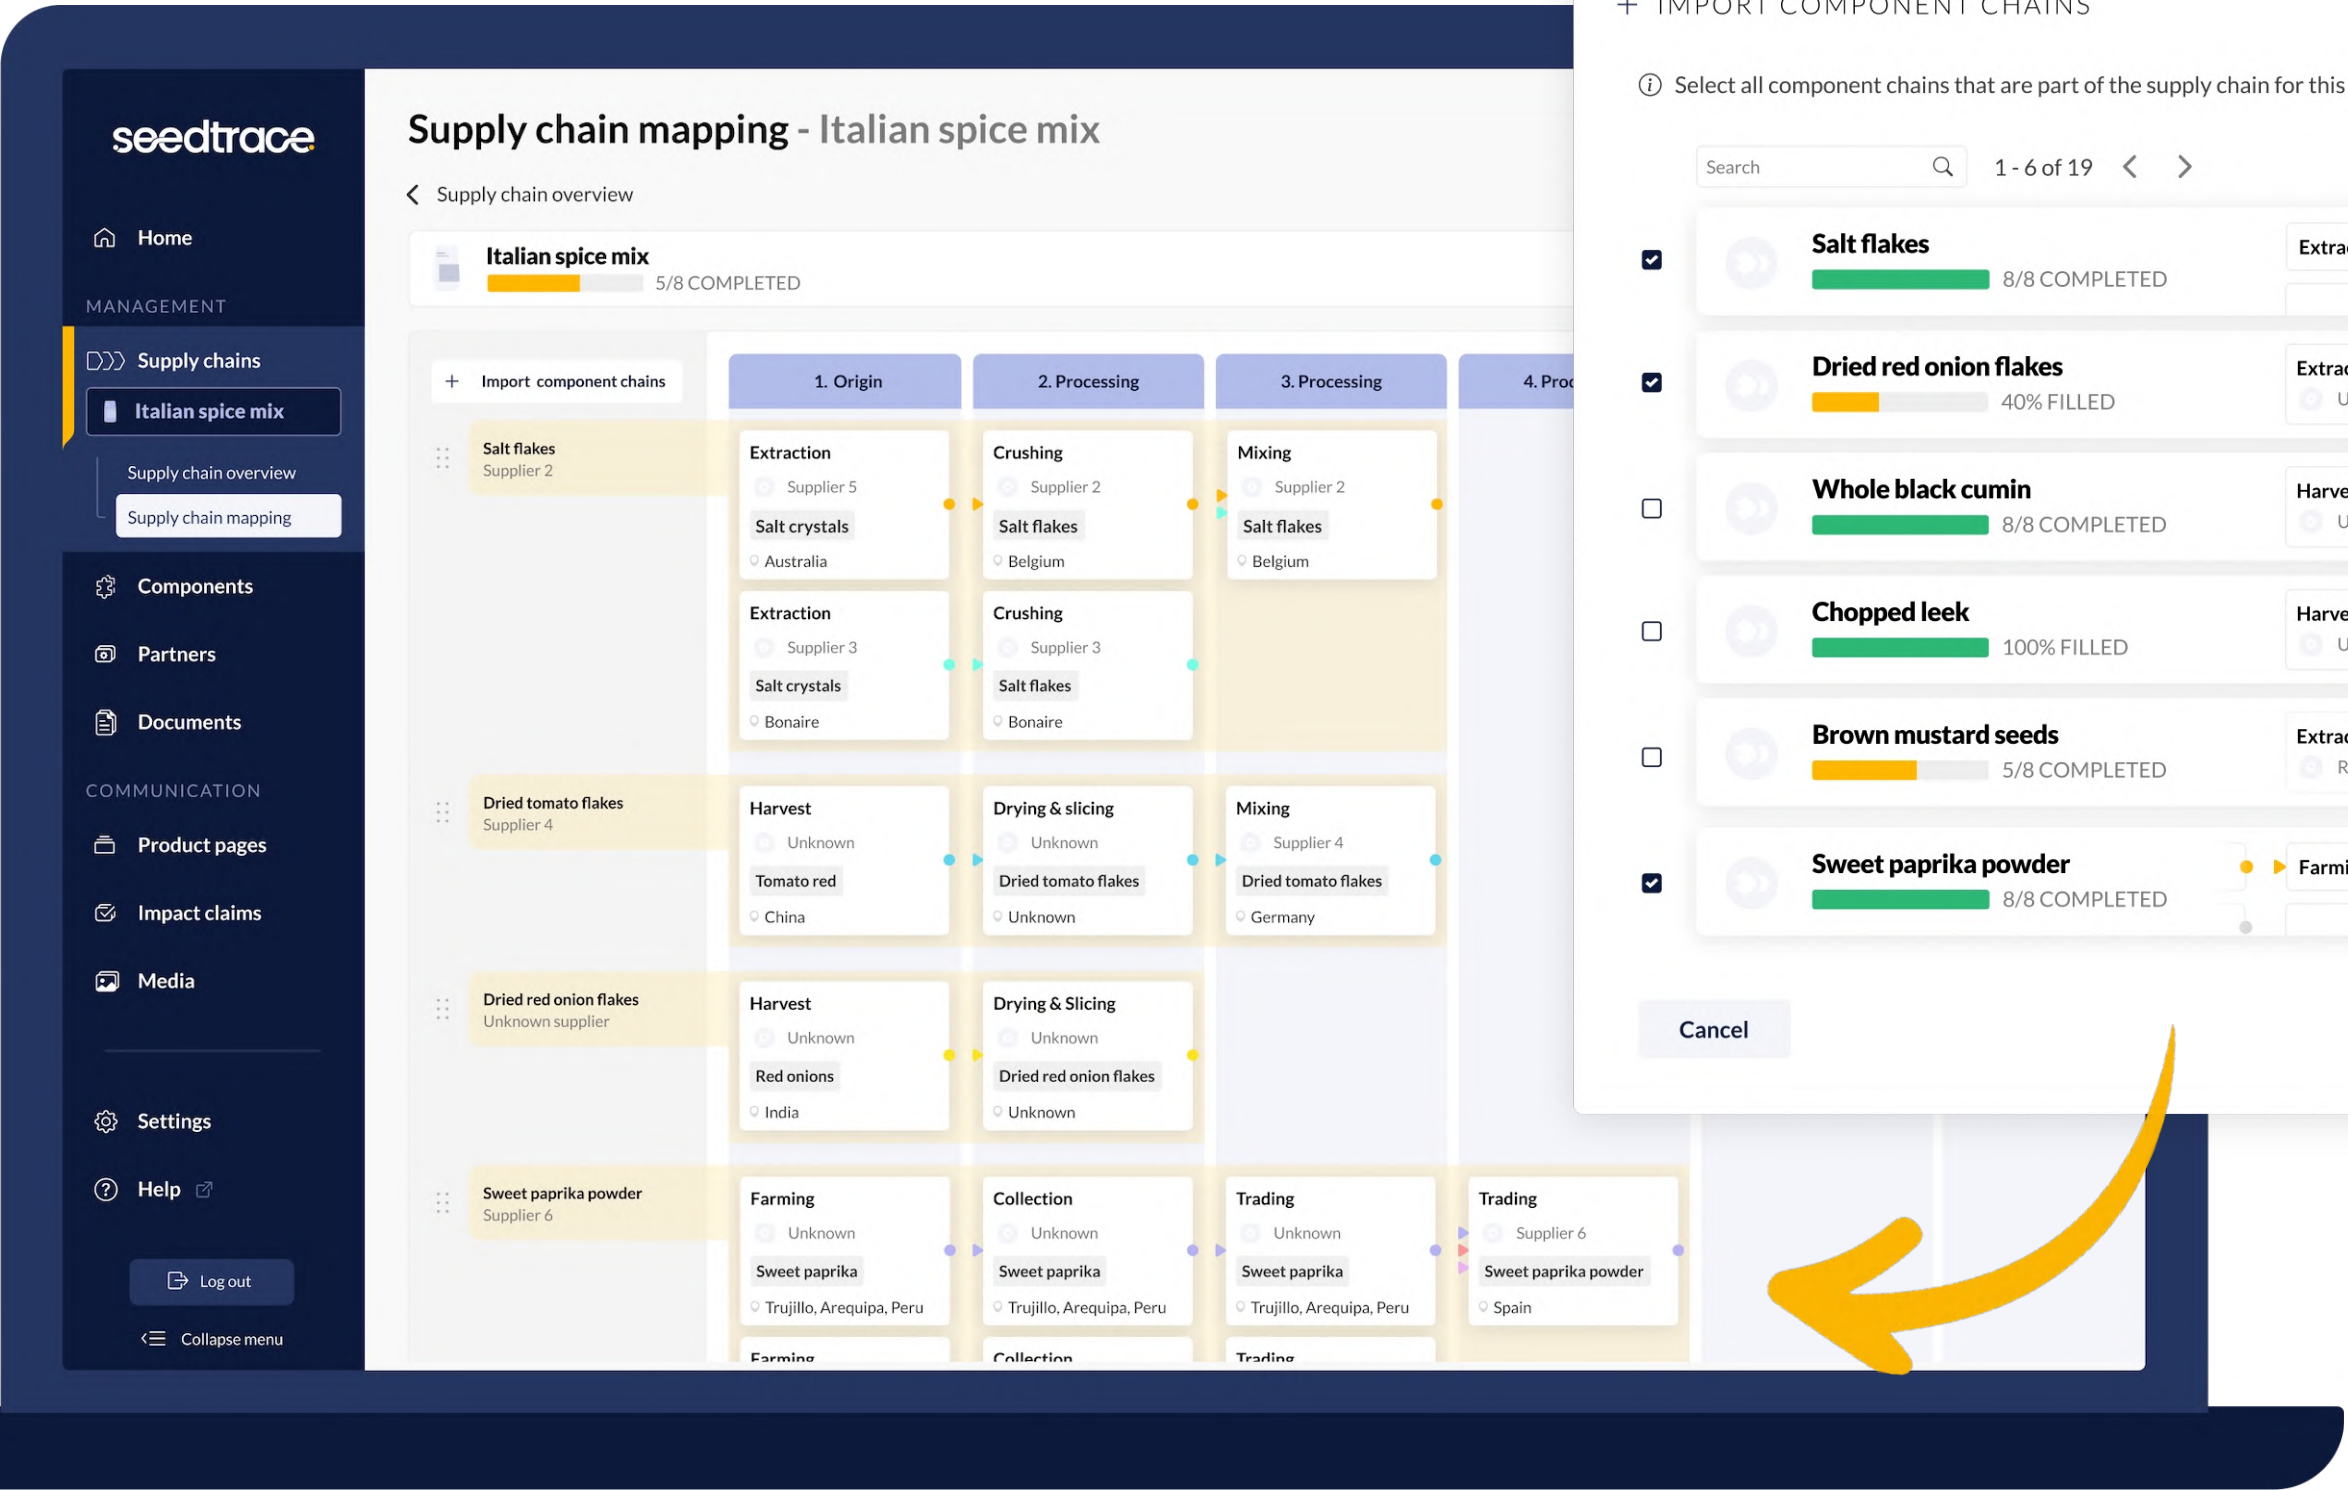 seedtrace
Home
MANAGEMENT
Supply chains
Italian spice mix
Supply chain overview
Supply chain mapping
Components
Partners
Documents
COMMUNICATION
Product pages
Impact claims
Media
Settings
Help
Log out
Collapse menu
Supply chain mapping - Italian spice mix
Supply chain overview
Italian spice mix
5/8 COMPLETED
+ Import component chains
1. Origin
2. Processing
3. Processing
4. Proc
Salt flakes
Supplier 2
Extraction
Supplier 5
Salt crystals
Australia
Crushing
Supplier 2
Salt flakes
Belgium
Mixing
Supplier 2
Salt flakes
Belgium
Extraction
Supplier 3
Salt crystals
Bonaire
Crushing
Supplier 3
Salt flakes
Bonaire
Dried tomato flakes
Supplier 4
Harvest
Unknown
Tomato red
China
Drying & slicing
Unknown
Dried tomato flakes
Unknown
Mixing
Supplier 4
Dried tomato flakes
Germany
Dried red onion flakes
Unknown supplier
Harvest
Unknown
Red onions
India
Drying & Slicing
Unknown
Dried red onion flakes
Unknown
Sweet paprika powder
Supplier 6
Farming
Unknown
Sweet paprika
Trujillo, Arequipa, Peru
Collection
Unknown
Sweet paprika
Trujillo, Arequipa, Peru
Trading
Unknown
Sweet paprika
Trujillo, Arequipa, Peru
Trading
Supplier 6
Sweet paprika powder
Spain
Farming
Collection
Trading
+ IMPORT COMPONENT CHAINS
Select all component chains that are part of the supply chain for this
Search
1 - 6 of 19
Salt flakes
8/8 COMPLETED
Extra
Dried red onion flakes
40% FILLED
Extra
U
Whole black cumin
8/8 COMPLETED
Harve
U
Chopped leek
100% FILLED
Harve
U
Brown mustard seeds
5/8 COMPLETED
Extra
R
Sweet paprika powder
8/8 COMPLETED
Farmi
Cancel